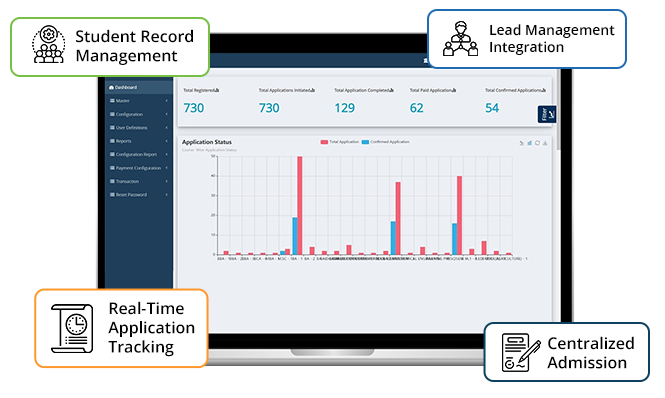 Student Record
Management
Lead Management
Integration
Dashboard
Master
Configuration
User Definitions
Reports
Configuration Report
Payment Configuration
Transaction
Reset Password
Total Registered
730
Total Applications Initiated
730
Total Application Completed
129
Total Paid Application
62
Total Confirmed Applications
54
Filter
Application Status
Course Wise Application Status
Total Application
Confirmed Application
50
40
30
20
10
0
Real-Time
Application
Tracking
Centralized
Admission